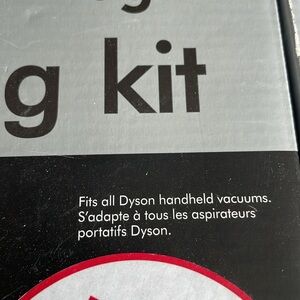 g kit
Fits all Dyson handheld vacuums.
S'adapte à tous les aspirateurs
portatifs Dyson.